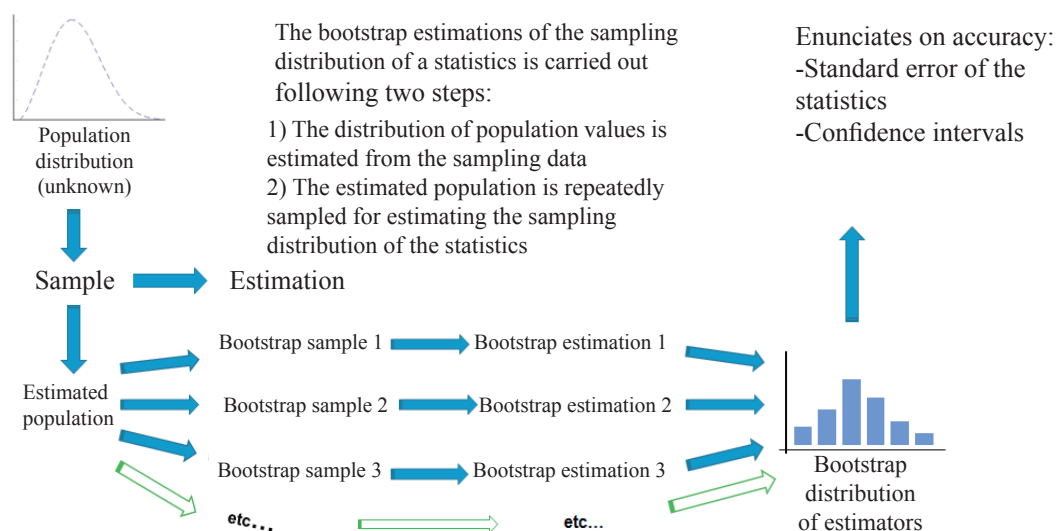 The bootstrap estimations of the sampling
distribution of a statistics is carried out
following two steps:
1) The distribution of population values is
estimated from the sampling data
2) The estimated population is repeatedly
sampled for estimating the sampling
distribution of the statistics
Enunciates on accuracy:
-Standard error of the
statistics
-Confidence intervals
Population
distribution
(unknown)
Sample
Estimation
Estimated
population
Bootstrap sample 1
Bootstrap estimation 1
Bootstrap sample 2
Bootstrap estimation 2
Bootstrap sample 3
Bootstrap estimation 3
etc...
etc...
Bootstrap
distribution
of estimators